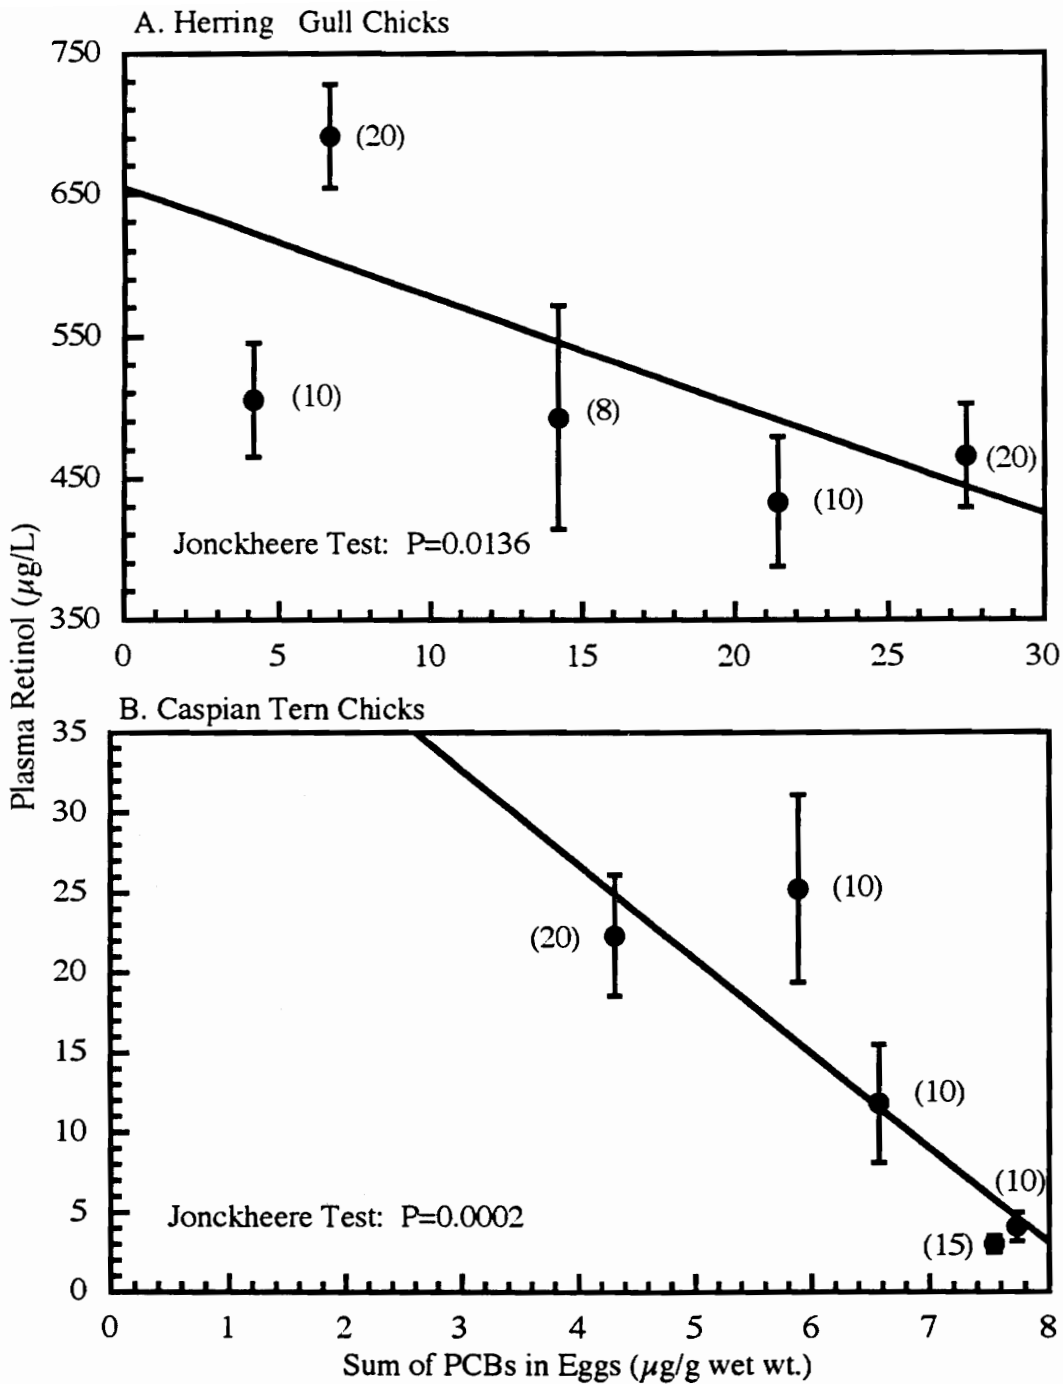 A. Herring Gull Chicks
750
650
550
450
350
(20)
(10)
(8)
(10)
(20)
Jonckheere Test: P=0.0136
0 5 10 15 20 25 30
Plasma Retinol (µg/L)
B. Caspian Tern Chicks
35
30
25
20
15
10
5
0
(20)
(10)
(10)
(10)
(15)
Jonckheere Test: P=0.0002
0 1 2 3 4 5 6 7 8
Sum of PCBs in Eggs (µg/g wet wt.)